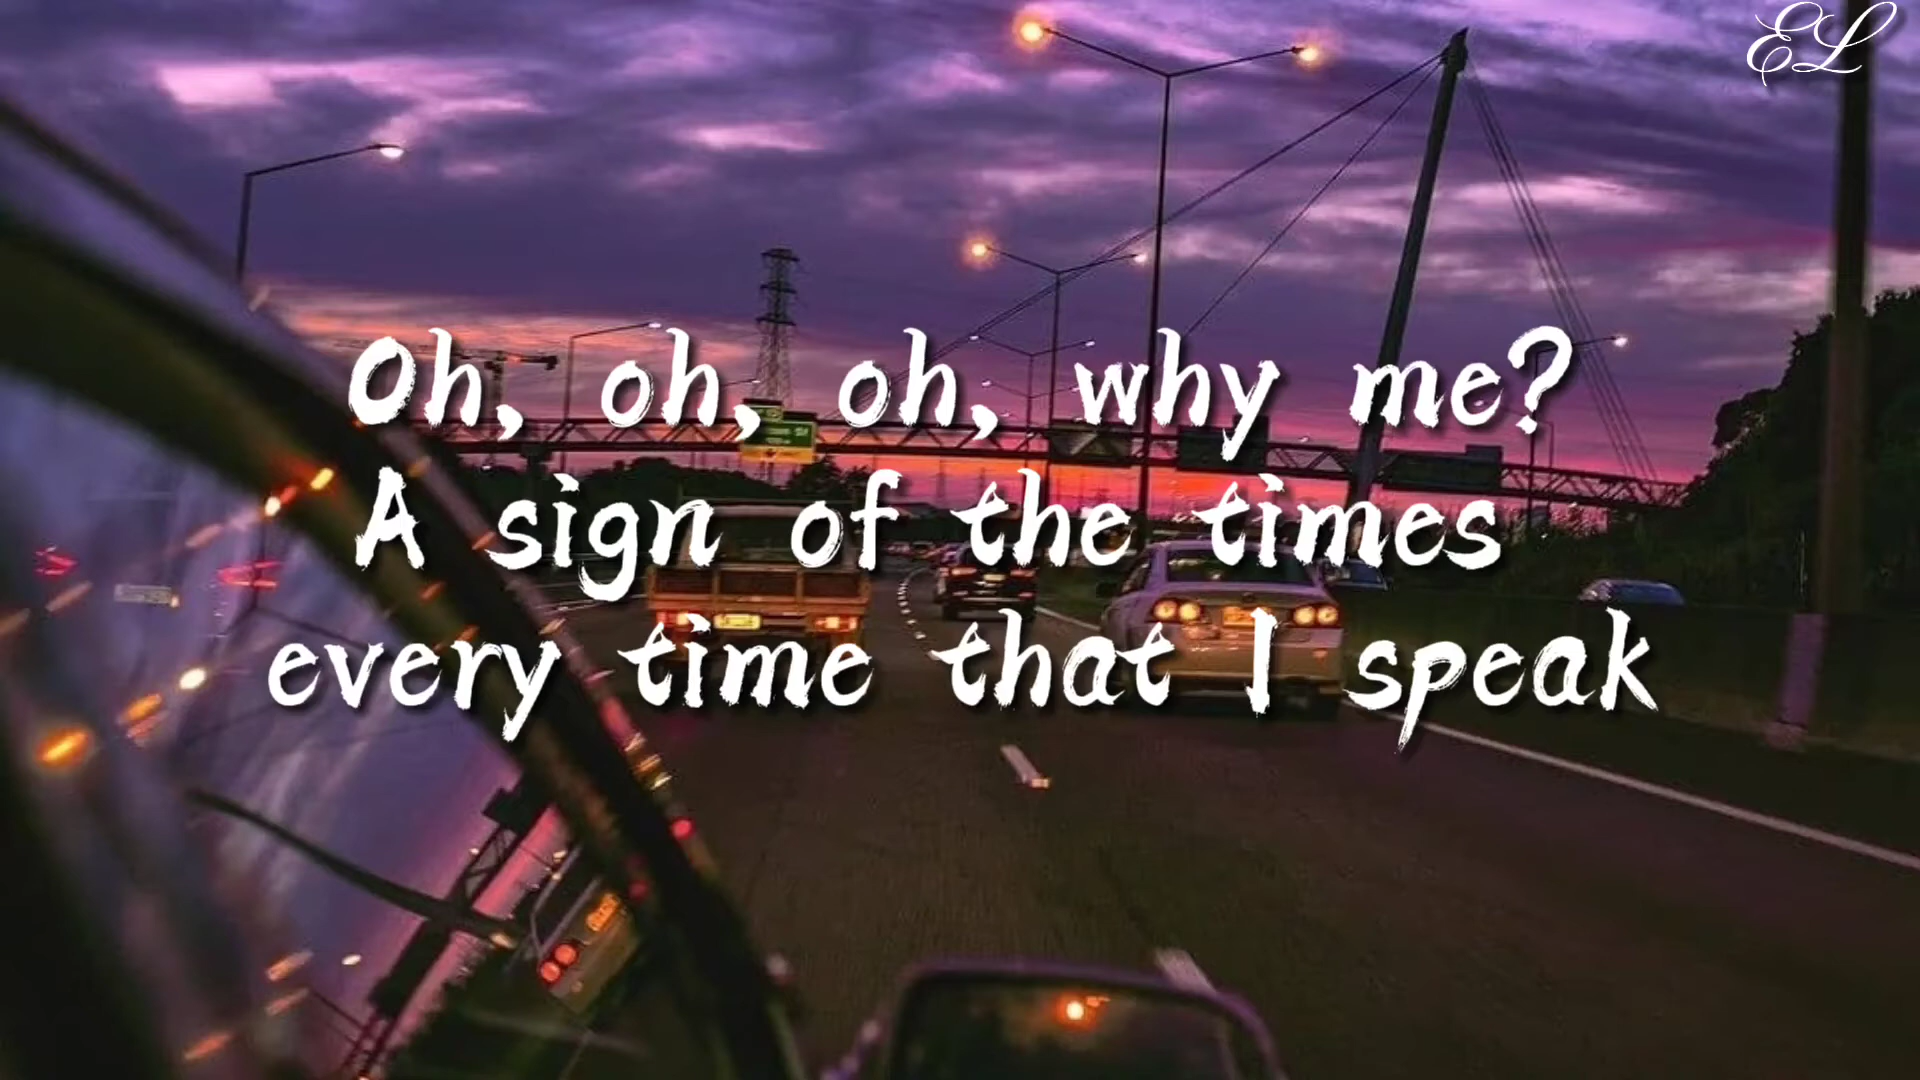 EL
Oh, oh, oh, why me?
A sign of the times
every time that I speak